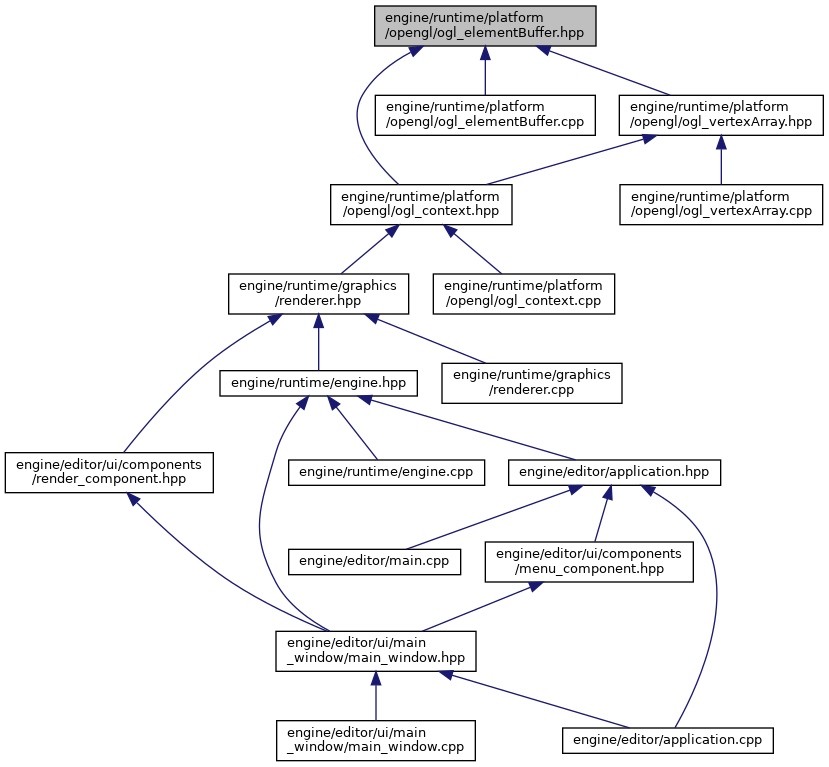 engine/runtime/platform
/opengl/ogl_elementBuffer.hpp
engine/runtime/platform
/opengl/ogl_elementBuffer.cpp
engine/runtime/platform
/opengl/ogl_vertexArray.hpp
engine/runtime/platform
/opengl/ogl_context.hpp
engine/runtime/platform
/opengl/ogl_vertexArray.cpp
engine/runtime/graphics
/renderer.hpp
engine/runtime/platform
/opengl/ogl_context.cpp
engine/runtime/engine.hpp
engine/runtime/graphics
/renderer.cpp
engine/editor/ui/components
/render_component.hpp
engine/runtime/engine.cpp
engine/editor/application.hpp
engine/editor/main.cpp
engine/editor/ui/components
/menu_component.hpp
engine/editor/ui/main
_window/main_window.hpp
engine/editor/ui/main
_window/main_window.cpp
engine/editor/application.cpp